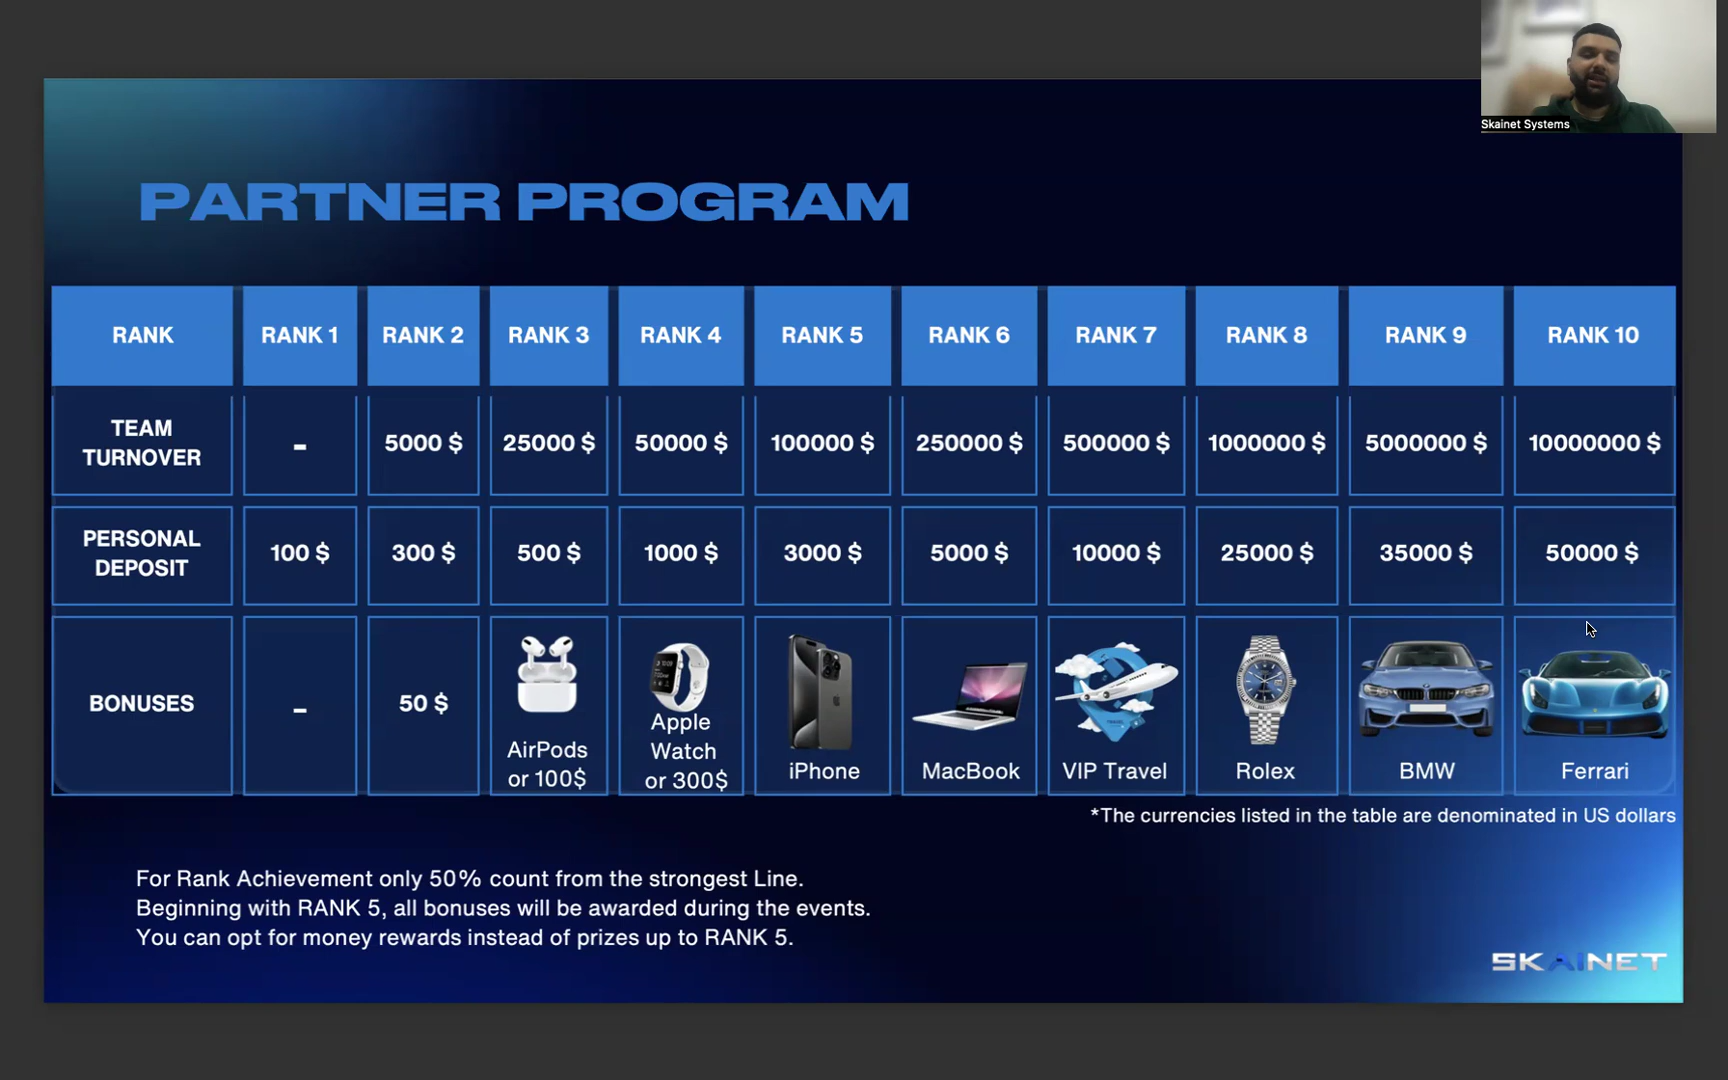 Skainet Systems
PARTNER PROGRAM
RANK RANK 1 RANK 2 RANK 3 RANK 4 RANK 5 RANK 6 RANK 7 RANK 8 RANK 9 RANK 10
TEAM
TURNOVER
- 5000 $ 25000 $ 50000 $ 100000 $ 250000 $ 500000 $ 1000000 $ 5000000 $ 10000000 $
PERSONAL
DEPOSIT
100 $ 300 $ 500 $ 1000 $ 3000 $ 5000 $ 10000 $ 25000 $ 35000 $ 50000 $
BONUSES
-
50 $
AirPods
or 100$
Apple
Watch
or 300$
iPhone
MacBook
VIP Travel
Rolex
BMW
Ferrari
*The currencies listed in the table are denominated in US dollars
For Rank Achievement only 50% count from the strongest Line.
Beginning with RANK 5, all bonuses will be awarded during the events.
You can opt for money rewards instead of prizes up to RANK 5.
SKAINET